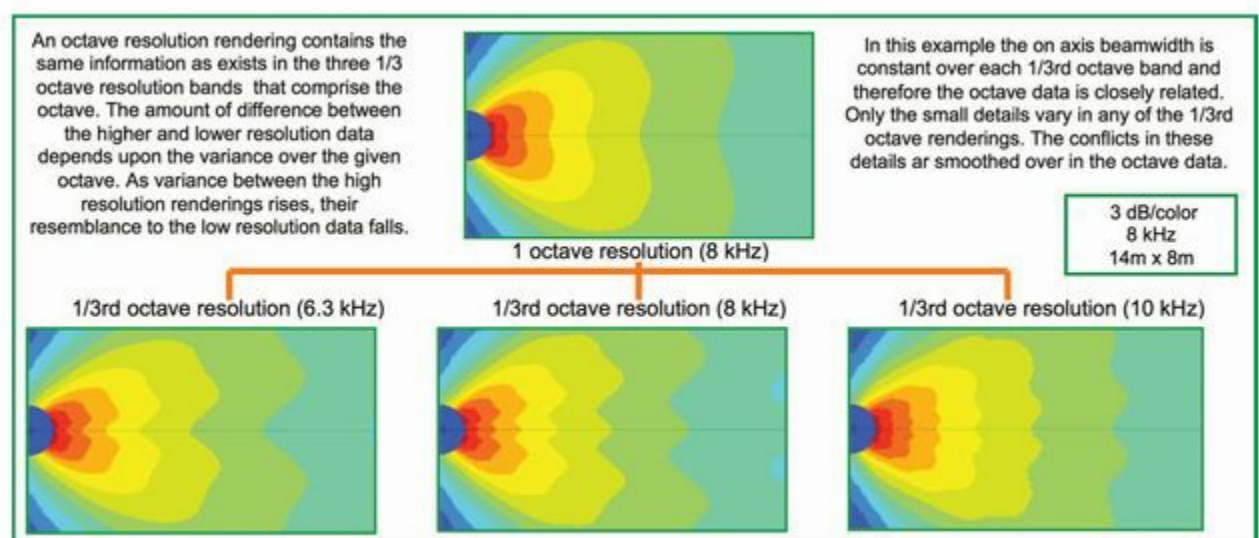 An octave resolution rendering contains the
same information as exists in the three 1/3
octave resolution bands that comprise the
octave. The amount of difference between
the higher and lower resolution data
depends upon the variance over the given
octave. As variance between the high
resolution renderings rises, their
resemblance to the low resolution data falls.
In this example the on axis beamwidth is
constant over each 1/3rd octave band and
therefore the octave data is closely related.
Only the small details vary in any of the 1/3rd
octave renderings. The conflicts in these
details ar smoothed over in the octave data.
3 dB/color
8 kHz
14m x 8m
1 octave resolution (8 kHz)
1/3rd octave resolution (6.3 kHz)
1/3rd octave resolution (8 kHz)
1/3rd octave resolution (10 kHz)